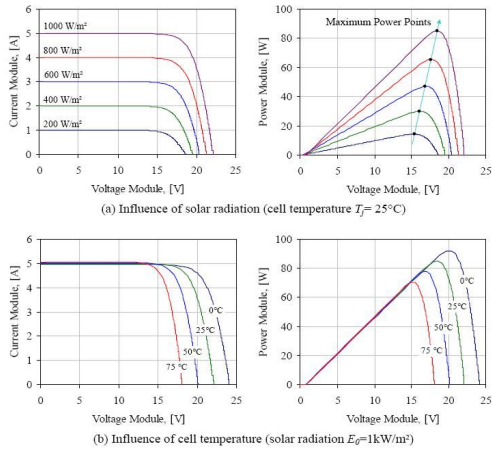 6
5
4
3
2
1
0
1000 W/m²
800 W/m²
600 W/m²
400 W/m²
200 W/m²
0 5 10 15 20 25
Current Module, [A]
Voltage Module, [V]
100
80
60
40
20
0
Maximum Power Points
0 5 10 15 20 25
Power Module, [W]
Voltage Module, [V]
(a) Influence of solar radiation (cell temperature Tj= 25°C)
6
5
4
3
2
1
0
0°C
25°C
50°C
75 °C
0 5 10 15 20 25
Current Module, [A]
Voltage Module, [V]
100
80
60
40
20
0
0°C
25°C
50°C
75 °C
0 5 10 15 20 25
Power Module, [W]
Voltage Module, [V]
(b) Influence of cell temperature (solar radiation E0=1kW/m²)